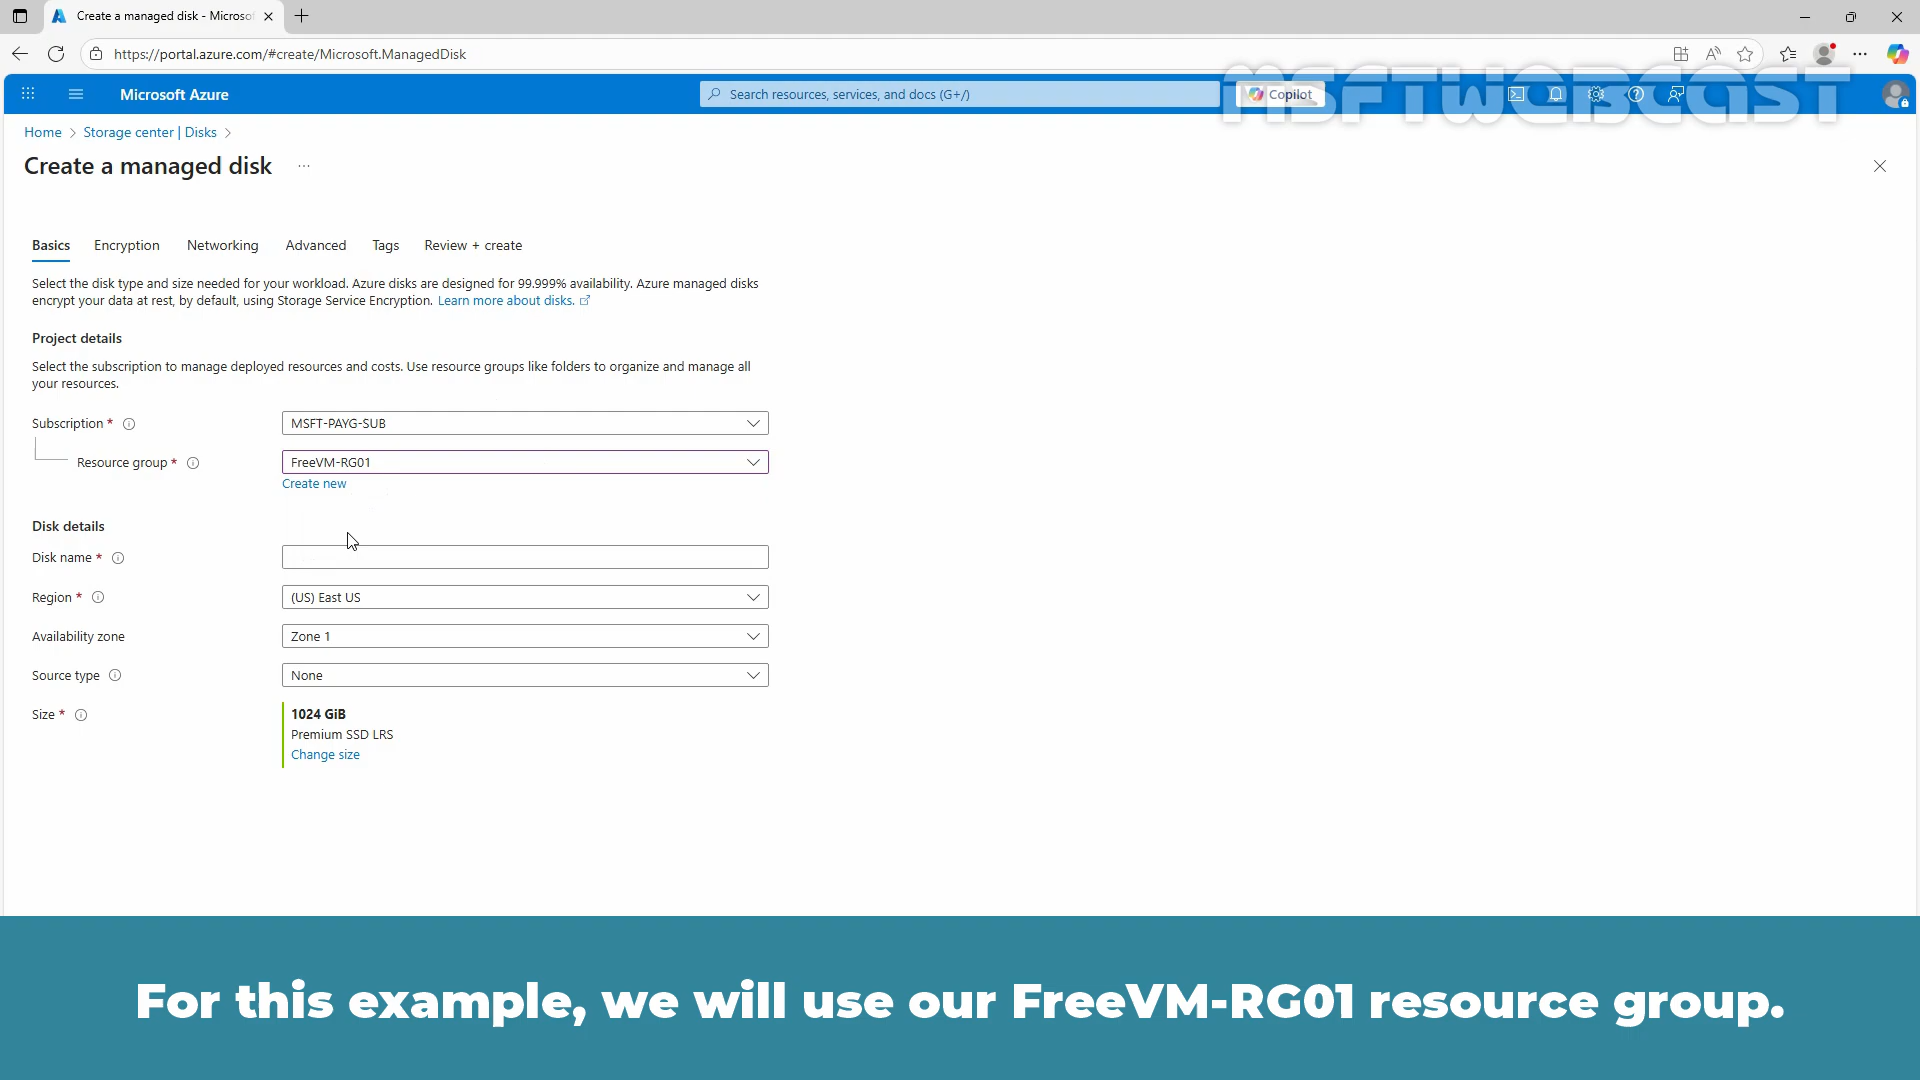 Create a managed disk - Microso
https://portal.azure.com/#create/Microsoft.ManagedDisk
MSFTWEBCAST
Microsoft Azure
Search resources, services, and docs (G+/)
Copilot
Home > Storage center | Disks >
Create a managed disk ...
Basics Encryption Networking Advanced Tags Review + create
Select the disk type and size needed for your workload. Azure disks are designed for 99.999% availability. Azure managed disks
encrypt your data at rest, by default, using Storage Service Encryption. Learn more about disks.
Project details
Select the subscription to manage deployed resources and costs. Use resource groups like folders to organize and manage all
your resources.
Subscription * MSFT-PAYG-SUB
Resource group * FreeVM-RG01
Create new
Disk details
Disk name *
Region * (US) East US
Availability zone Zone 1
Source type None
Size * 1024 GiB
Premium SSD LRS
Change size
For this example, we will use our FreeVM-RG01 resource group.